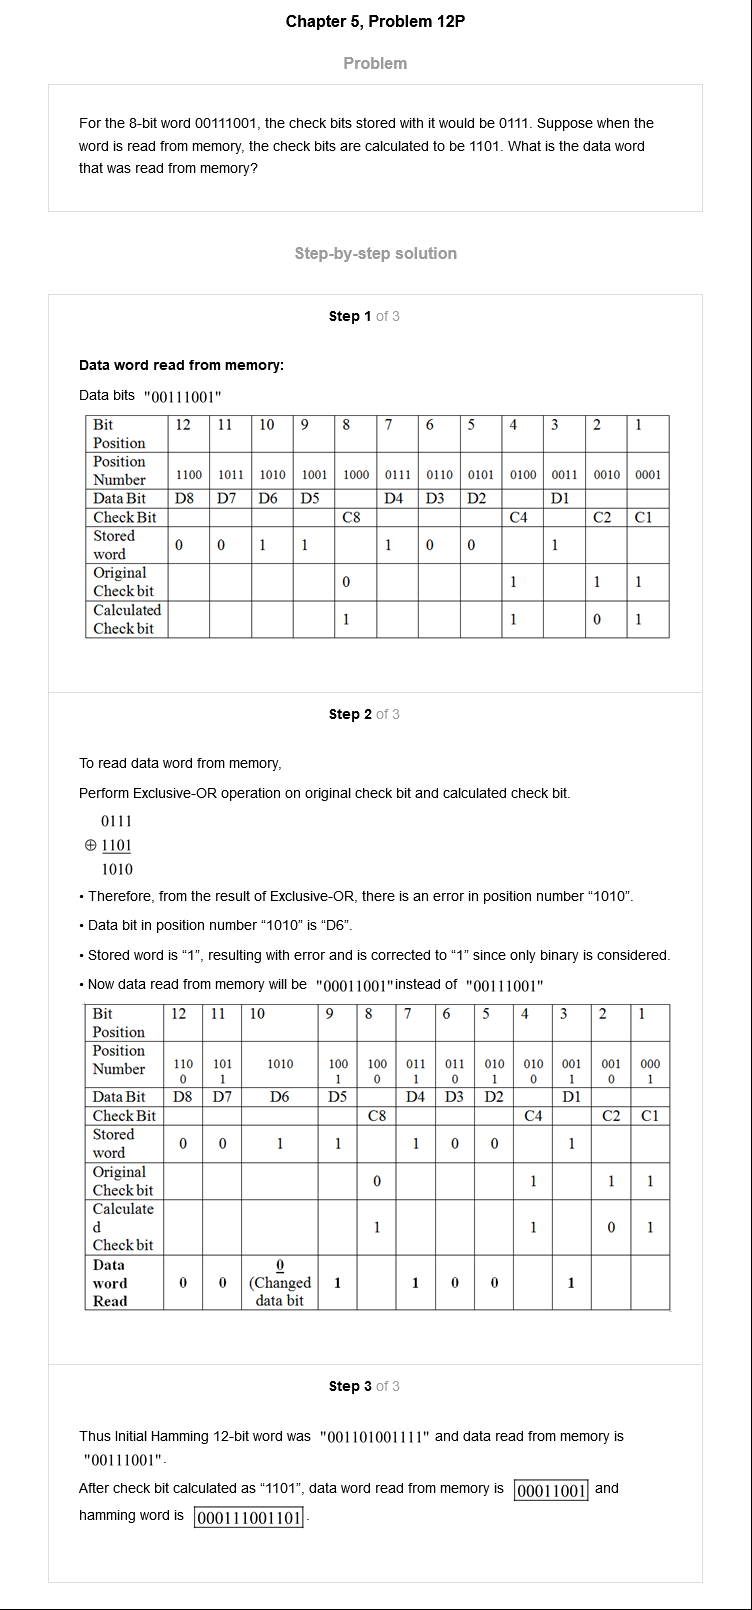 Chapter 5, Problem 12P
Problem
For the 8-bit word 00111001, the check bits stored with it would be 0111. Suppose when the
word is read from memory, the check bits are calculated to be 1101. What is the data word
that was read from memory?
Step-by-step solution
Step 1 of 3
Data word read from memory:
Data bits "00111001"
Bit Position 12 11 10 9 8 7 6 5 4 3 2 1
Position Number 1100 1011 1010 1001 1000 0111 0110 0101 0100 0011 0010 0001
Data Bit D8 D7 D6 D5 D4 D3 D2 D1
Check Bit C8 C4 C2 C1
Stored word 0 0 1 1 1 0 0 1
Original Check bit 0 1 1 1
Calculated Check bit 1 1 0 1
Step 2 of 3
To read data word from memory,
Perform Exclusive-OR operation on original check bit and calculated check bit.
0111
⊕ 1101
1010
• Therefore, from the result of Exclusive-OR, there is an error in position number “1010”.
• Data bit in position number “1010” is “D6”.
• Stored word is “1”, resulting with error and is corrected to “1” since only binary is considered.
• Now data read from memory will be "00011001" instead of "00111001"
Bit Position 12 11 10 9 8 7 6 5 4 3 2 1
Position Number 1100 1011 1010 1001 1000 0111 0110 0101 0100 0011 0010 0001
Data Bit D8 D7 D6 D5 D4 D3 D2 D1
Check Bit C8 C4 C2 C1
Stored word 0 0 1 1 1 0 0 1
Original Check bit 0 1 1 1
Calculated Check bit 1 1 0 1
Data word Read 0 0 0 (Changed data bit 1 1 0 0 1
Step 3 of 3
Thus Initial Hamming 12-bit word was "001101001111" and data read from memory is
"00111001".
After check bit calculated as “1101”, data word read from memory is 00011001 and
hamming word is 000111001101.